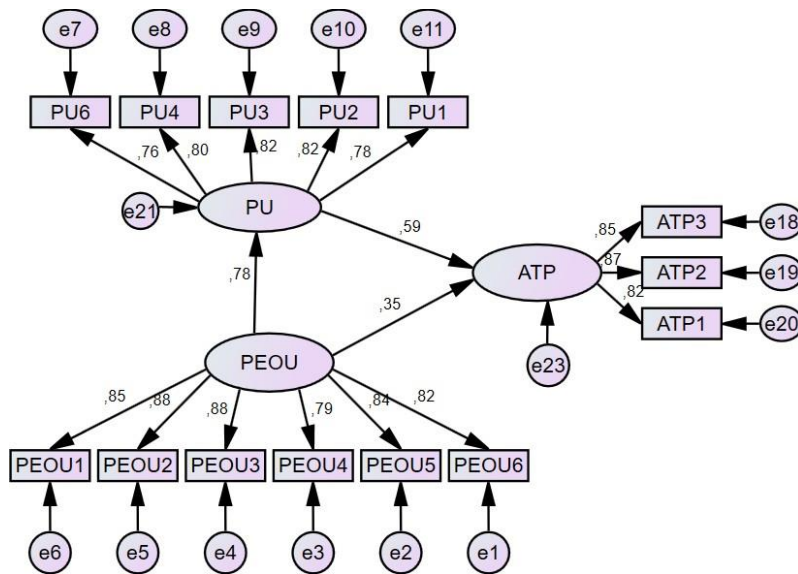 e7 e8 e9 e10 e11
PU6 PU4 PU3 PU2 PU1
,76 ,80 ,82 ,82 ,78
e21 PU
ATP3 e18
,59 ,85
ATP ,87 ATP2 e19
,78 ,82
,35 ATP1 e20
PEOU
e23
,85 ,88 ,88 ,79 ,84 ,82
PEOU1 PEOU2 PEOU3 PEOU4 PEOU5 PEOU6
e6 e5 e4 e3 e2 e1